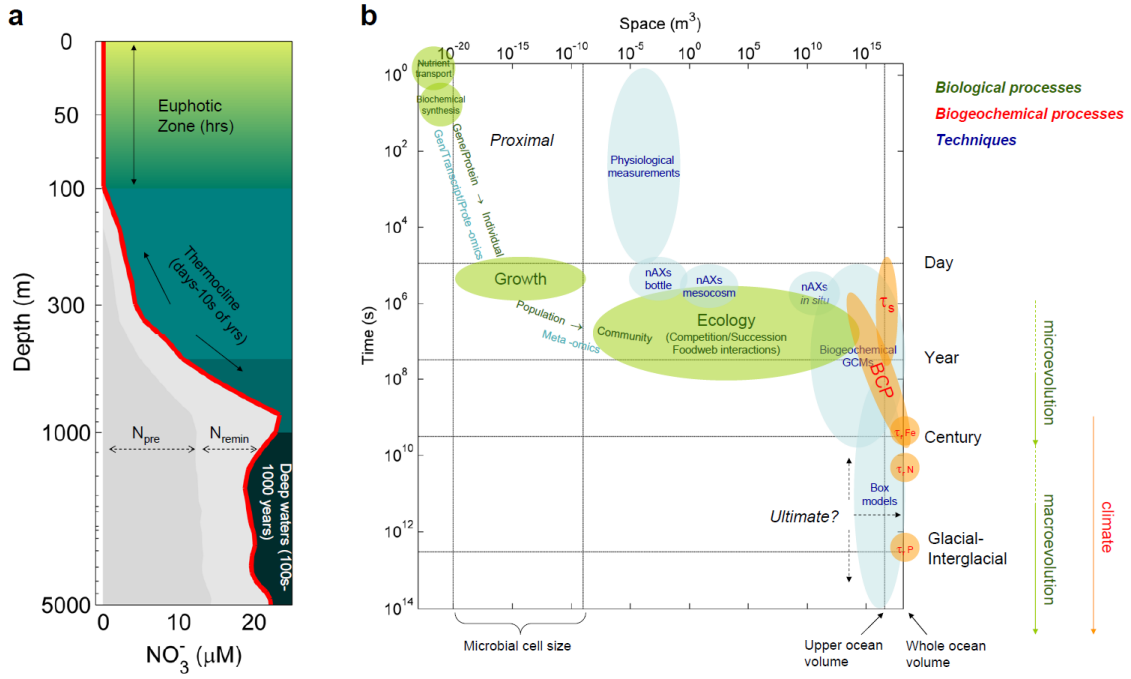 a
0
50
100
300
1000
5000
Depth (m)
Euphotic
Zone (hrs)
Thermocline
(days-10s of yrs)
N_pre
N_remin
Deep waters (100s-
1000 years)
0
10
20
NO₃⁻ (μM)
b
Space (m³)
10⁻²⁰
10⁻¹⁵
10⁻¹⁰
10⁻⁵
10⁰
10⁵
10¹⁰
10¹⁵
Time (s)
10⁰
10²
10⁴
10⁶
10⁸
10¹⁰
10¹²
10¹⁴
Nutrient
transport
Biochemical
synthesis
Proximal
Gene/Protein → Individual
Gen/Transcript/Prote -omics
Physiological
measurements
Growth
nAXs
bottle
nAXs
mesocosm
nAXs
in situ
τs
Population → Community
Meta -omics
Ecology
(Competition/Succession
Foodweb interactions)
Biogeochemical
GCMs
BCP
τr Fe
τr N
Box
models
Ultimate?
τr P
Day
Year
Century
Glacial-
Interglacial
Microbial cell size
Upper ocean
volume
Whole ocean
volume
Biological processes
Biogeochemical processes
Techniques
microevolution
macroevolution
climate